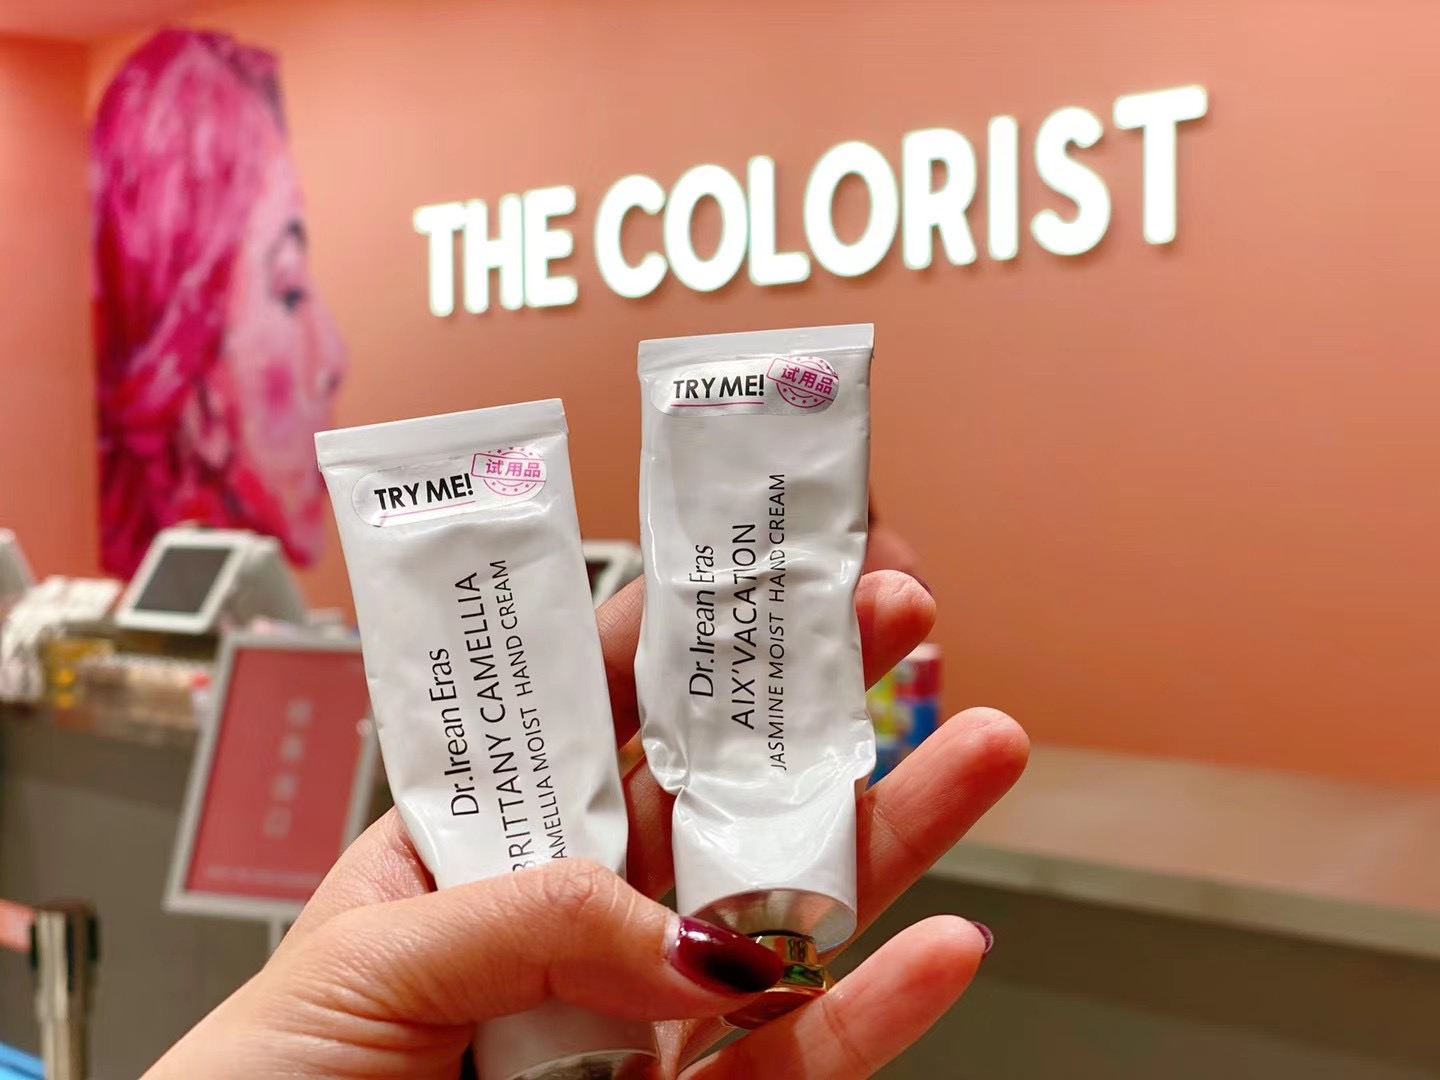 THE COLORIST
TRY ME! 试用品
Dr.Irean Eras
BRITTANY CAMELLIA
CAMELLIA MOIST HAND CREAM
TRY ME! 试用品
Dr.Irean Eras
AIX'VACATION
JASMINE MOIST HAND CREAM